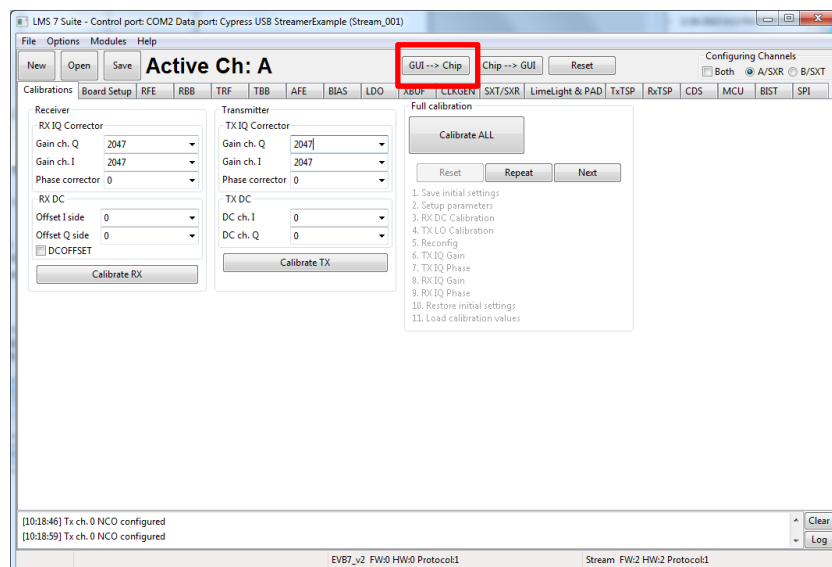 LMS 7 Suite - Control port: COM2 Data port: Cypress USB StreamerExample (Stream_001)
File Options Modules Help
New Open Save Active Ch: A GUI --> Chip Chip --> GUI Reset Configuring Channels
Both A/SXR B/SXT
Calibrations Board Setup RFE RBB TRF TBB AFE BIAS LDO XBUF CLKGEN SXT/SXR LimeLight & PAD TxTSP RxTSP CDS MCU BIST SPI
Receiver
RX IQ Corrector
Gain ch. Q 2047
Gain ch. I 2047
Phase corrector 0
RX DC
Offset I side 0
Offset Q side 0
DCOFFSET
Calibrate RX
Transmitter
TX IQ Corrector
Gain ch. Q 2047
Gain ch. I 2047
Phase corrector 0
TX DC
DC ch. I 0
DC ch. Q 0
Calibrate TX
Full calibration
Calibrate ALL
Reset Repeat Next
1. Save initial settings
2. Setup parameters
3. RX DC Calibration
4. TX LO Calibration
5. Reconfig
6. TX IQ Gain
7. TX IQ Phase
8. RX IQ Gain
9. RX IQ Phase
10. Restore initial settings
11. Load calibration values
[10:18:46] Tx ch. 0 NCO configured
[10:18:59] Tx ch. 0 NCO configured
Clear
Log
EVB7_v2 FW:0 HW:0 Protocol:1 Stream FW:2 HW:2 Protocol:1